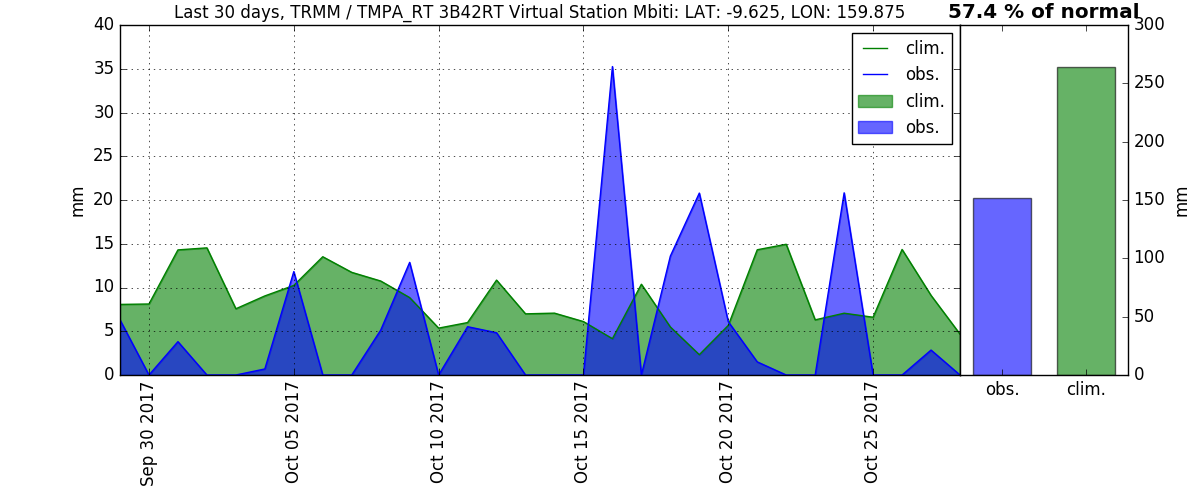 Last 30 days, TRMM / TMPA_RT 3B42RT Virtual Station Mbiti: LAT: -9.625, LON: 159.875
57.4 % of normal
40
35
30
25
20
15
10
5
0
mm
clim.
obs.
clim.
obs.
Sep 30 2017
Oct 05 2017
Oct 10 2017
Oct 15 2017
Oct 20 2017
Oct 25 2017
300
250
200
150
100
50
0
mm
obs.
clim.